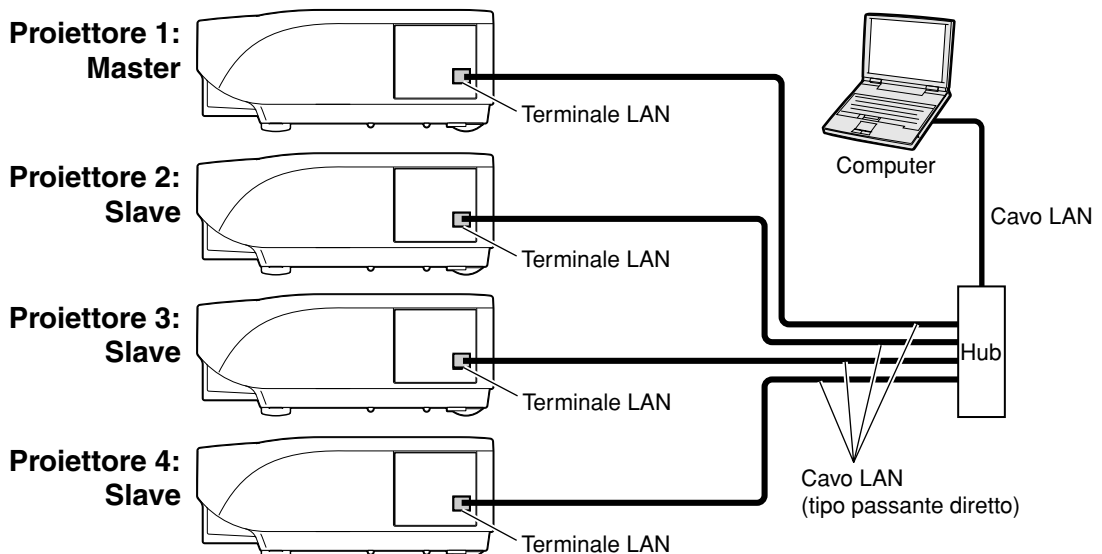 Proiettore 1:
Master
Terminale LAN
Computer
Proiettore 2:
Slave
Terminale LAN
Cavo LAN
Proiettore 3:
Slave
Terminale LAN
Hub
Proiettore 4:
Slave
Terminale LAN
Cavo LAN
(tipo passante diretto)